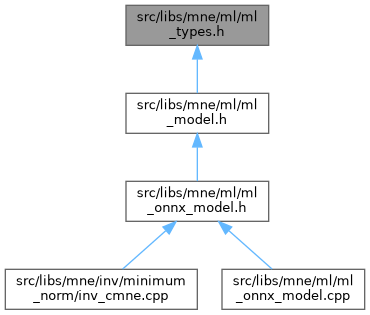 src/libs/mne/ml/ml
_types.h
src/libs/mne/ml/ml
_model.h
src/libs/mne/ml/ml
_onnx_model.h
src/libs/mne/inv/minimum
_norm/inv_cmne.cpp
src/libs/mne/ml/ml
_onnx_model.cpp